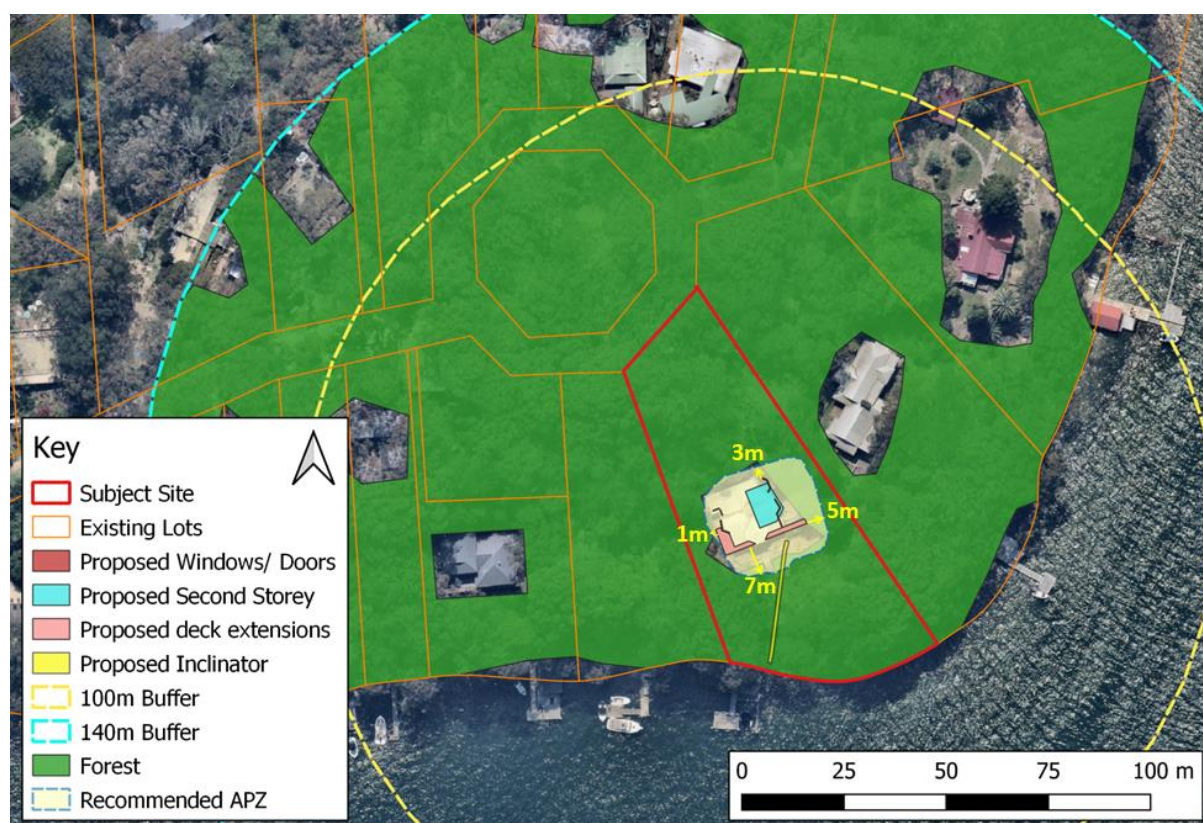 3m
5m
1m
7m
Key
Subject Site
Existing Lots
Proposed Windows/ Doors
Proposed Second Storey
Proposed deck extensions
Proposed Inclinator
100m Buffer
140m Buffer
Forest
Recommended APZ
0 25 50 75 100 m